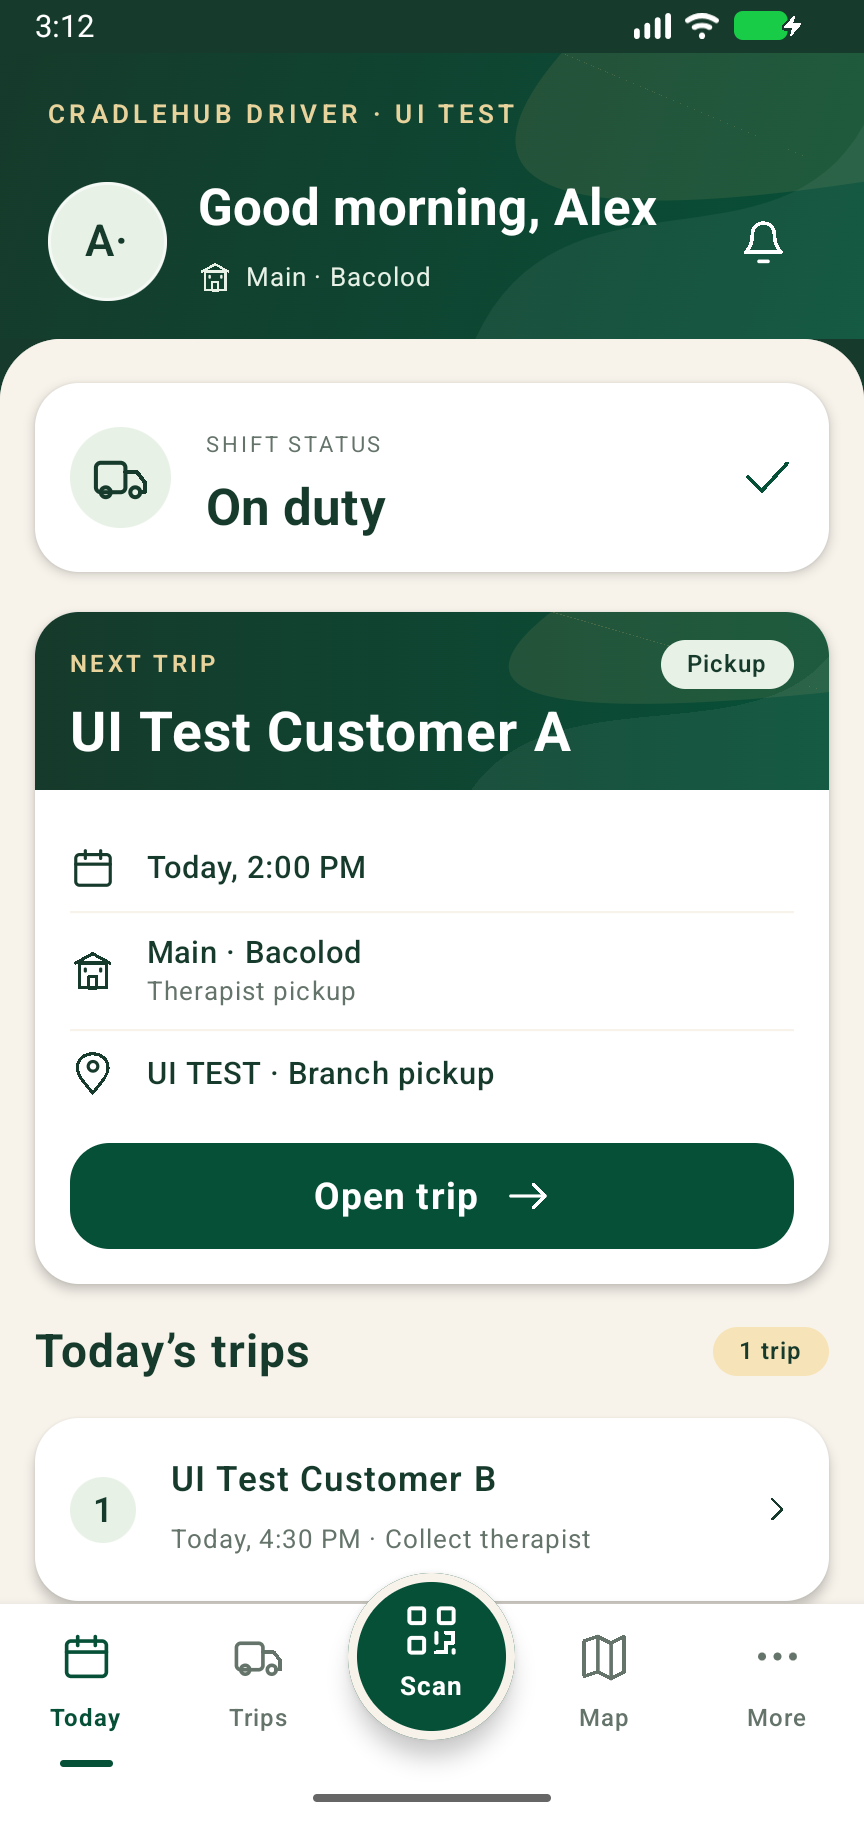 3:12
CRADLEHUB DRIVER · UI TEST
A·
Good morning, Alex
Main · Bacolod
SHIFT STATUS
On duty
NEXT TRIP
Pickup
UI Test Customer A
Today, 2:00 PM
Main · Bacolod
Therapist pickup
UI TEST · Branch pickup
Open trip
Today’s trips
1 trip
1
UI Test Customer B
Today, 4:30 PM · Collect therapist
Today
Trips
Scan
Map
More